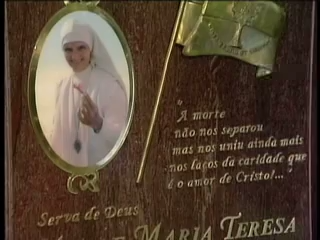 "A morte
não nos separou
mas nos uniu ainda mais
nos laços da caridade que
é o amor de Cristo!..."
Serva de Deus
MARIA TERESA